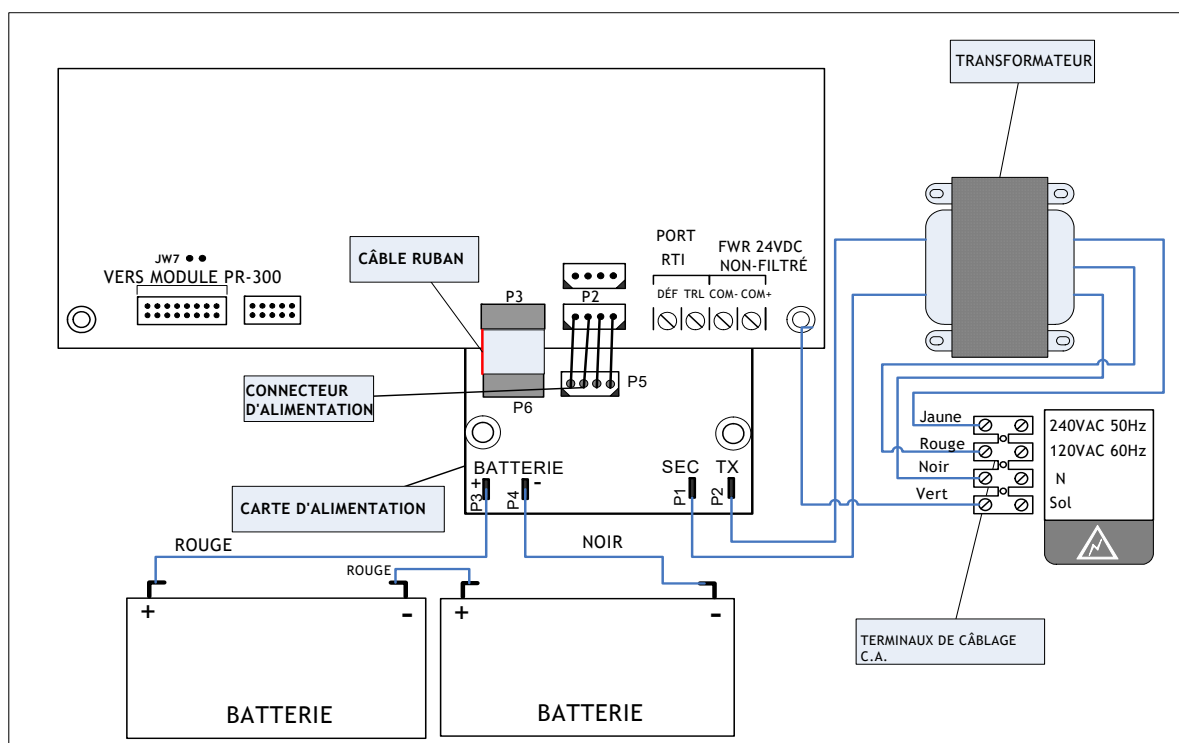 TRANSFORMATEUR
JW7
VERS MODULE PR-300
CÂBLE RUBAN
P3
P2
PORT
RTI
FWR 24VDC
NON-FILTRÉ
DÉF TRL COM- COM+
CONNECTEUR
D'ALIMENTATION
P5
P6
CARTE D'ALIMENTATION
BATTERIE
+ -
P3
P4
SEC TX
P1
P2
Jaune
Rouge
Noir
Vert
240VAC 50Hz
120VAC 60Hz
N
Sol
ROUGE
NOIR
ROUGE
+ -
BATTERIE
+ -
BATTERIE
TERMINAUX DE CÂBLAGE
C.A.